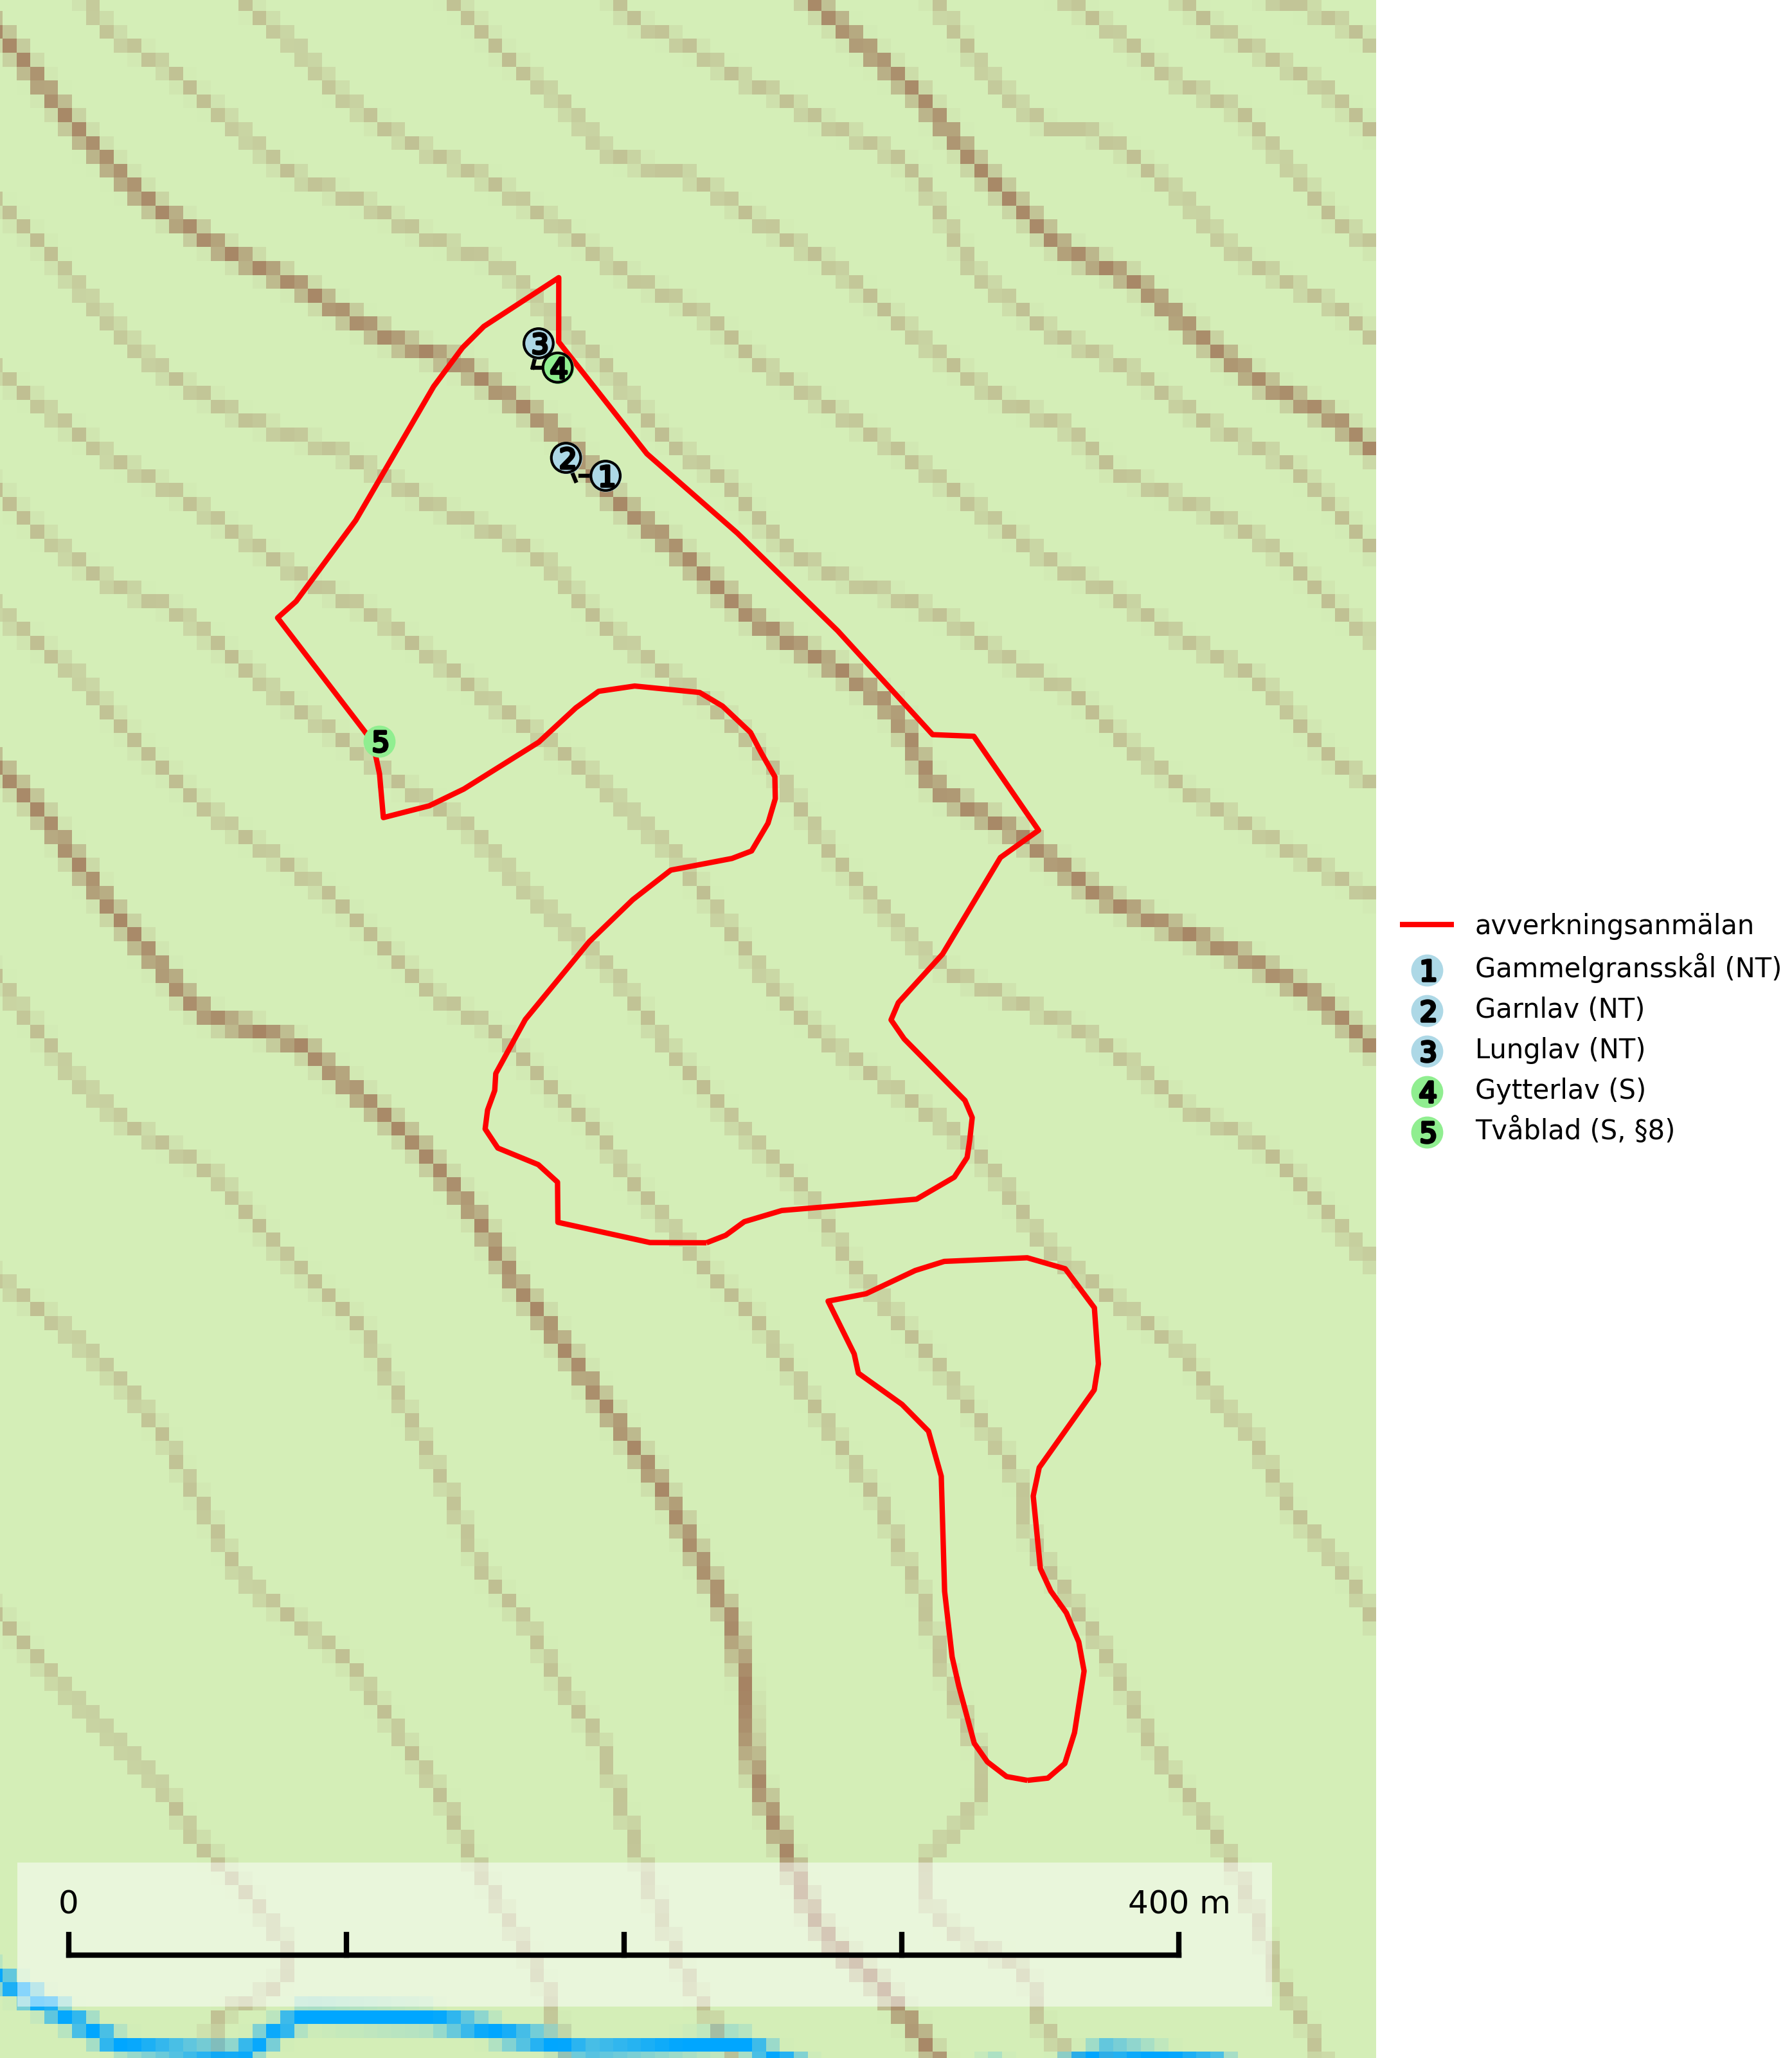 3
4
2
1
5
avverkningsanmälan
1 Gammelgransskål (NT)
2 Garnlav (NT)
3 Lunglav (NT)
4 Gytterlav (S)
5 Tvåblad (S, §8)
0 400 m